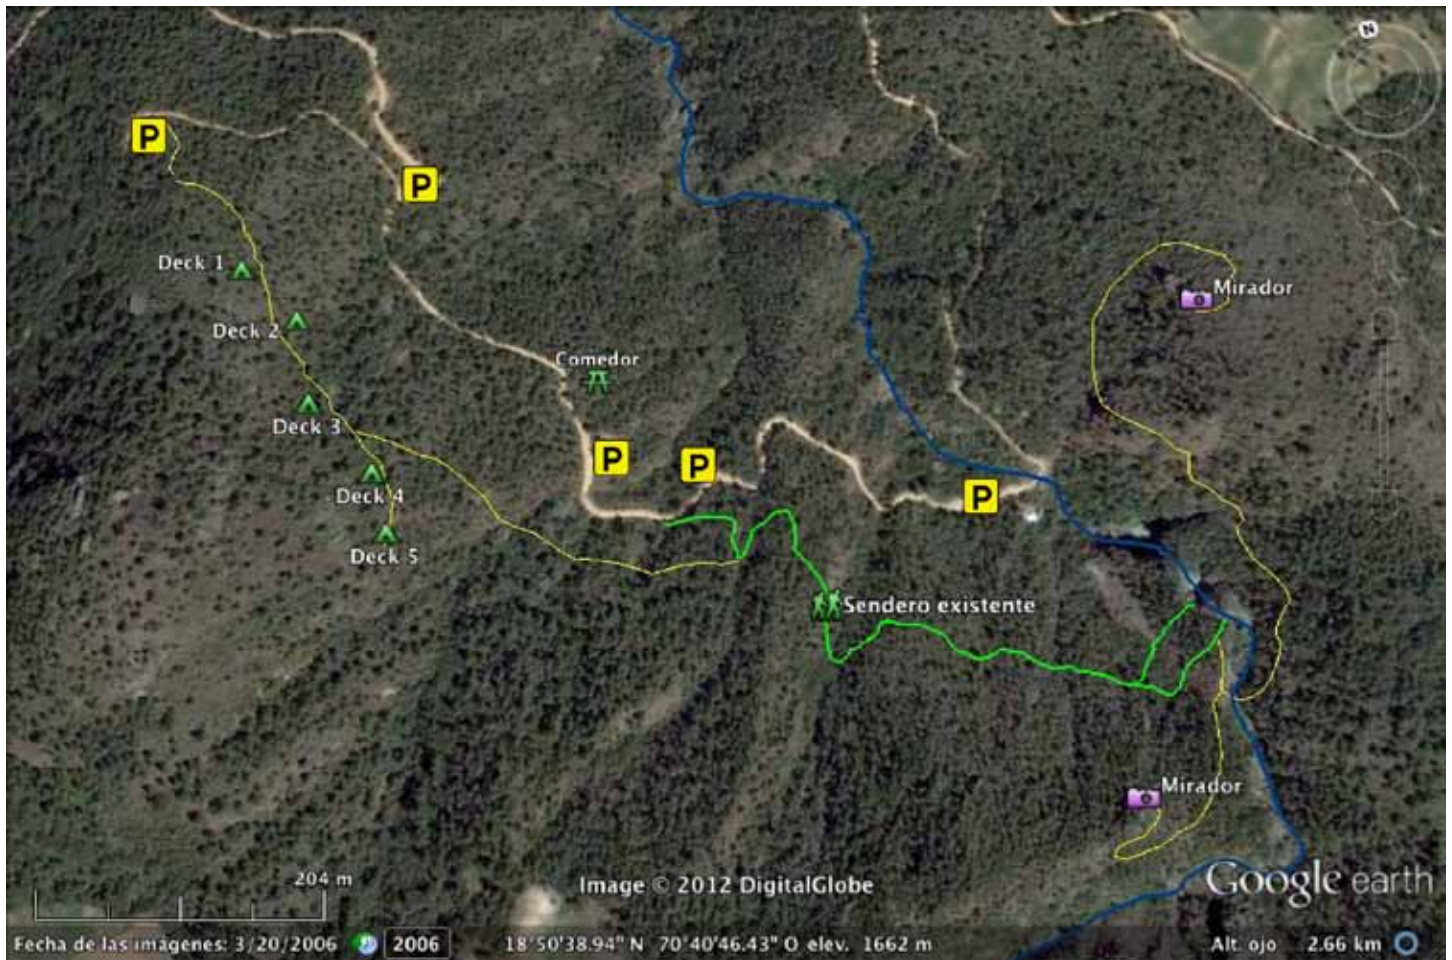 N
P
P
Deck 1
Mirador
Deck 2
Comedor
Deck 3
P
P
Deck 4
P
Deck 5
Sendero existente
Mirador
204 m
Image © 2012 DigitalGlobe
Google earth
Fecha de las imágenes: 3/20/2006 2006 18°50'38.94" N 70°40'46.43" O elev. 1662 m Alt. ojo 2.66 km